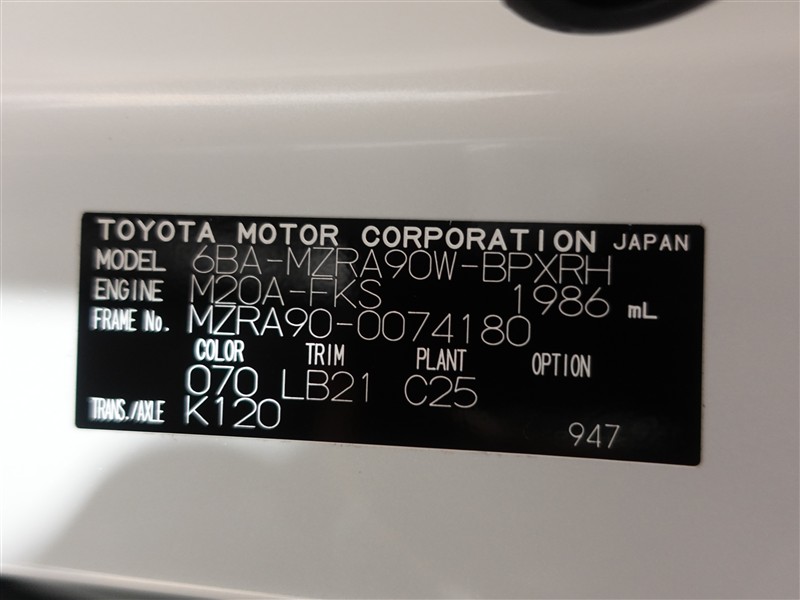 TOYOTA MOTOR CORPORATION JAPAN
MODEL 6BA-MZRA90W-BPXRH
ENGINE M20A-FKS 1986 mL
FRAME No. MZRA90-0074180
COLOR TRIM PLANT OPTION
070 LB21 C25
TRANS./AXLE K120
947